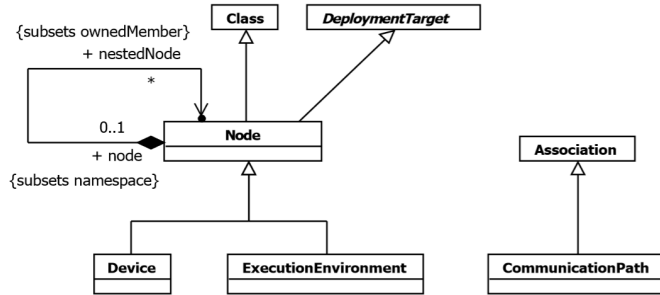 Class
DeploymentTarget
{subsets ownedMember}
+ nestedNode
*
0..1
Node
+ node
{subsets namespace}
Association
Device
ExecutionEnvironment
CommunicationPath